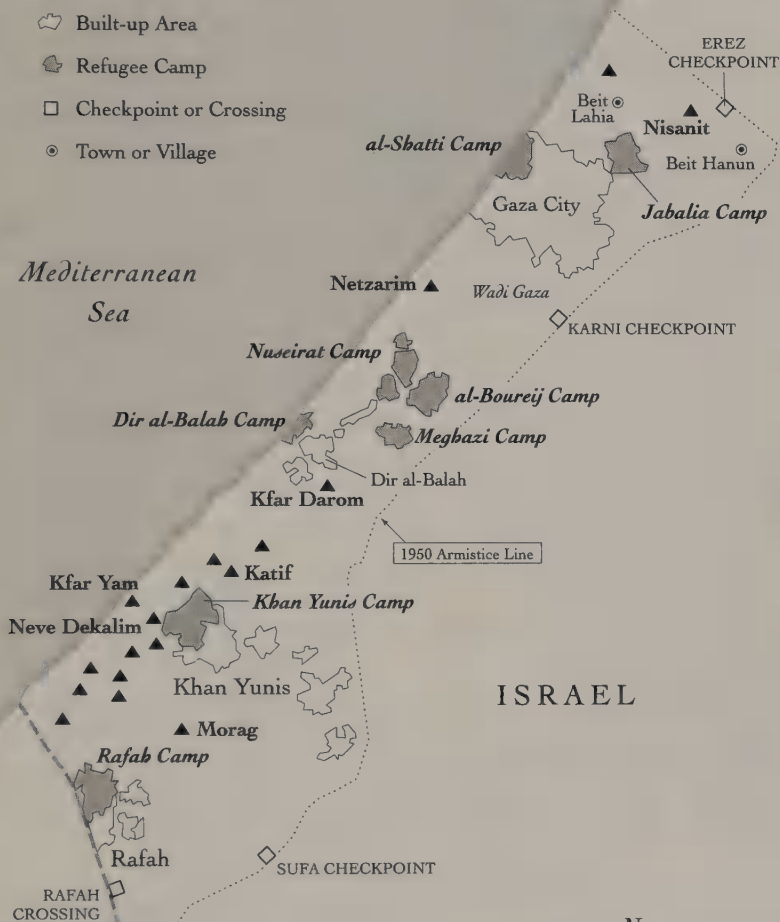 Built-up Area
Refugee Camp
Checkpoint or Crossing
Town or Village
EREZ
CHECKPOINT
Beit
Lahia
Nisanit
Beit Hanun
al-Shatti Camp
Gaza City
Jabalia Camp
Mediterranean
Sea
Netzarim
Wadi Gaza
KARNI CHECKPOINT
Nuseirat Camp
al-Boureij Camp
Dir al-Balah Camp
Meghazi Camp
Dir al-Balah
Kfar Darom
1950 Armistice Line
Katif
Kfar Yam
Khan Yunis Camp
Neve Dekalim
Khan Yunis
ISRAEL
Morag
Rafah Camp
Rafah
SUFA CHECKPOINT
RAFAH
CROSSING